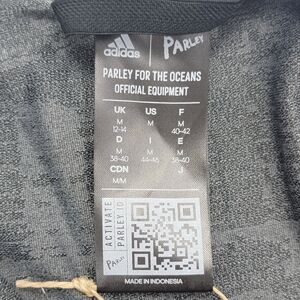 adidas PARLEY
PARLEY FOR THE OCEANS
OFFICIAL EQUIPMENT
UK US F
M M M
12-14 40-42
D I E
M M M
38-40 44-46 38-40
CDN J
M/M
ACTIVATE
PARLEY ID
PARLEY
MADE IN INDONESIA